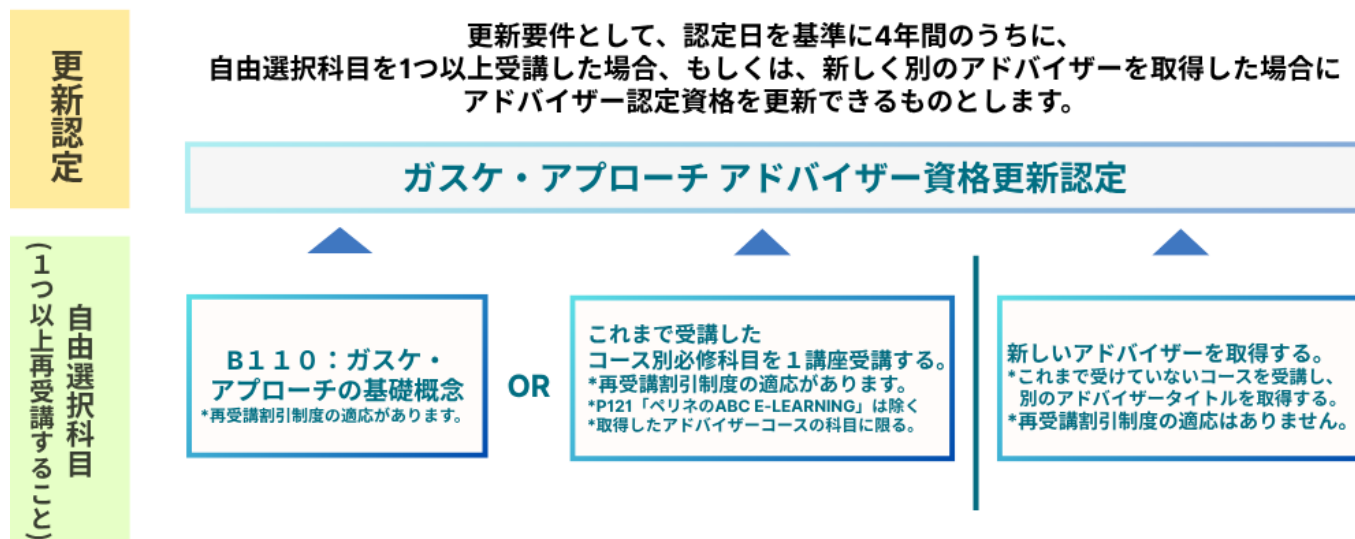 更新認定
更新要件として、認定日を基準に4年間のうちに、
自由選択科目を1つ以上受講した場合、もしくは、新しく別のアドバイザーを取得した場合に
アドバイザー認定資格を更新できるものとします。
ガスケ・アプローチ アドバイザー資格更新認定
自由選択科目
(1つ以上再受講すること)
B110:ガスケ・
アプローチの基礎概念
*再受講割引制度の適応があります。
OR
これまで受講した
コース別必修科目を1講座受講する。
*再受講割引制度の適応があります。
*P121「ペリネのABC E-LEARNING」は除く
*取得したアドバイザーコースの科目に限る。
新しいアドバイザーを取得する。
*これまで受けていないコースを受講し、
別のアドバイザータイトルを取得する。
*再受講割引制度の適応はありません。